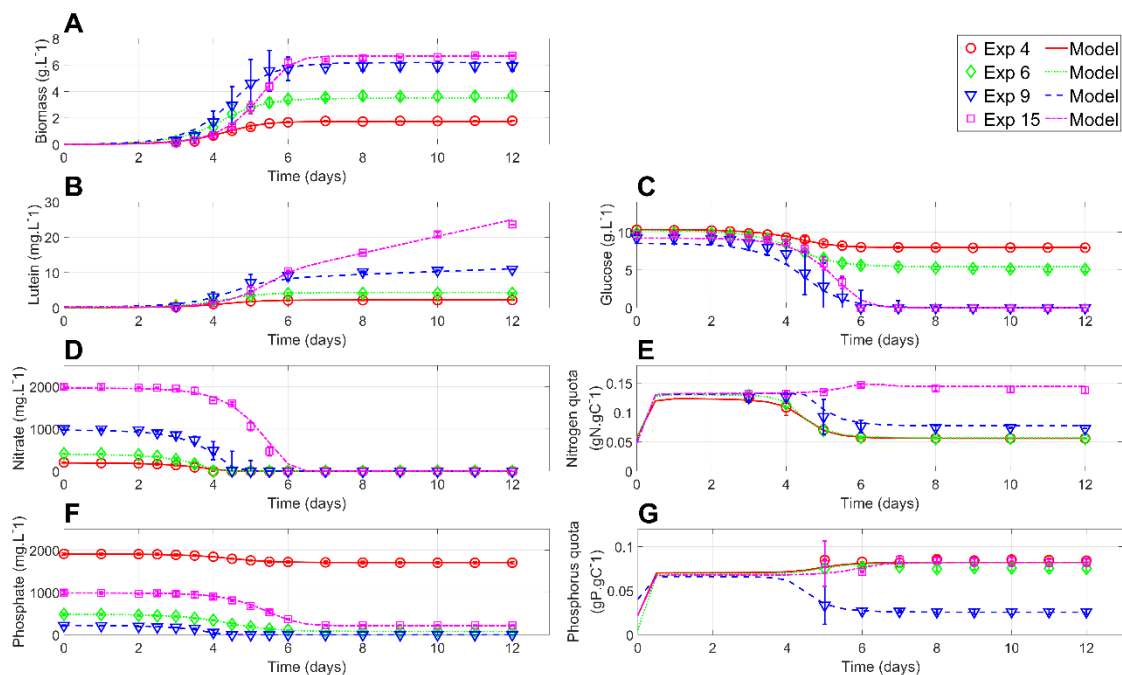 A
Biomass (g.L⁻¹)
8
6
4
2
0
0 2 4 6 8 10 12
Time (days)
Exp 4 Model
Exp 6 Model
Exp 9 Model
Exp 15 Model
B
Lutein (mg.L⁻¹)
30
20
10
0
0 2 4 6 8 10 12
Time (days)
C
Glucose (g.L⁻¹)
10
5
0
0 2 4 6 8 10 12
Time (days)
D
Nitrate (mg.L⁻¹)
2000
1000
0
0 2 4 6 8 10 12
Time (days)
E
Nitrogen quota
(gN.gC⁻¹)
0.15
0.1
0.05
0
0 2 4 6 8 10 12
Time (days)
F
Phosphate (mg.L⁻¹)
2000
1000
0
0 2 4 6 8 10 12
Time (days)
G
Phosphorus quota
(gP.gC⁻¹)
0.1
0.05
0
0 2 4 6 8 10 12
Time (days)